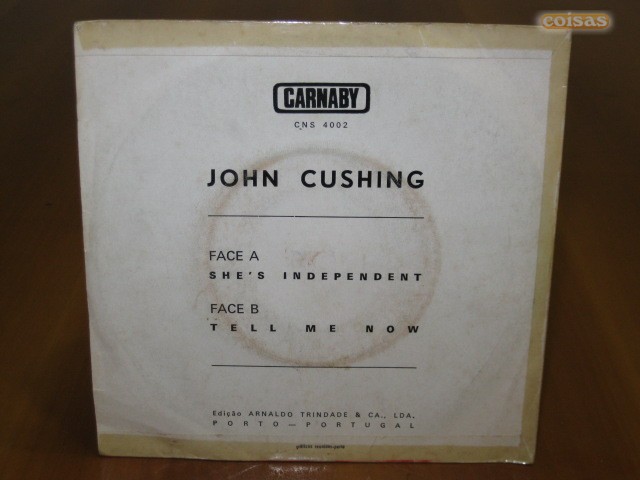 coisas
CARNABY
CNS 4002
JOHN CUSHING
FACE A
SHE'S INDEPENDENT
FACE B
TELL ME NOW
Edição ARNALDO TRINDADE & CA., LDA.
PORTO — PORTUGAL